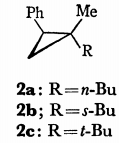 Ph Me
R
2a: R=n-Bu
2b; R=s-Bu
2c: R=t-Bu